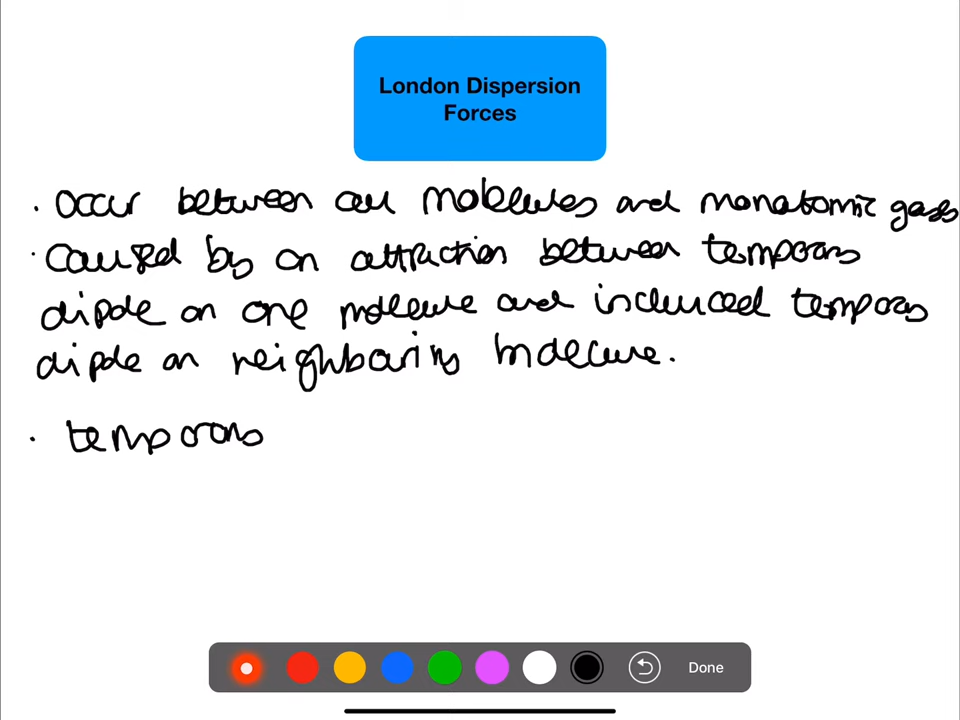 London Dispersion
Forces
· Occur between all molecules and monatomic gases
· Caused by an attraction between temporary
dipole on one molecule and induced temporary
dipole on neighbouring molecule.
· temporary
Done